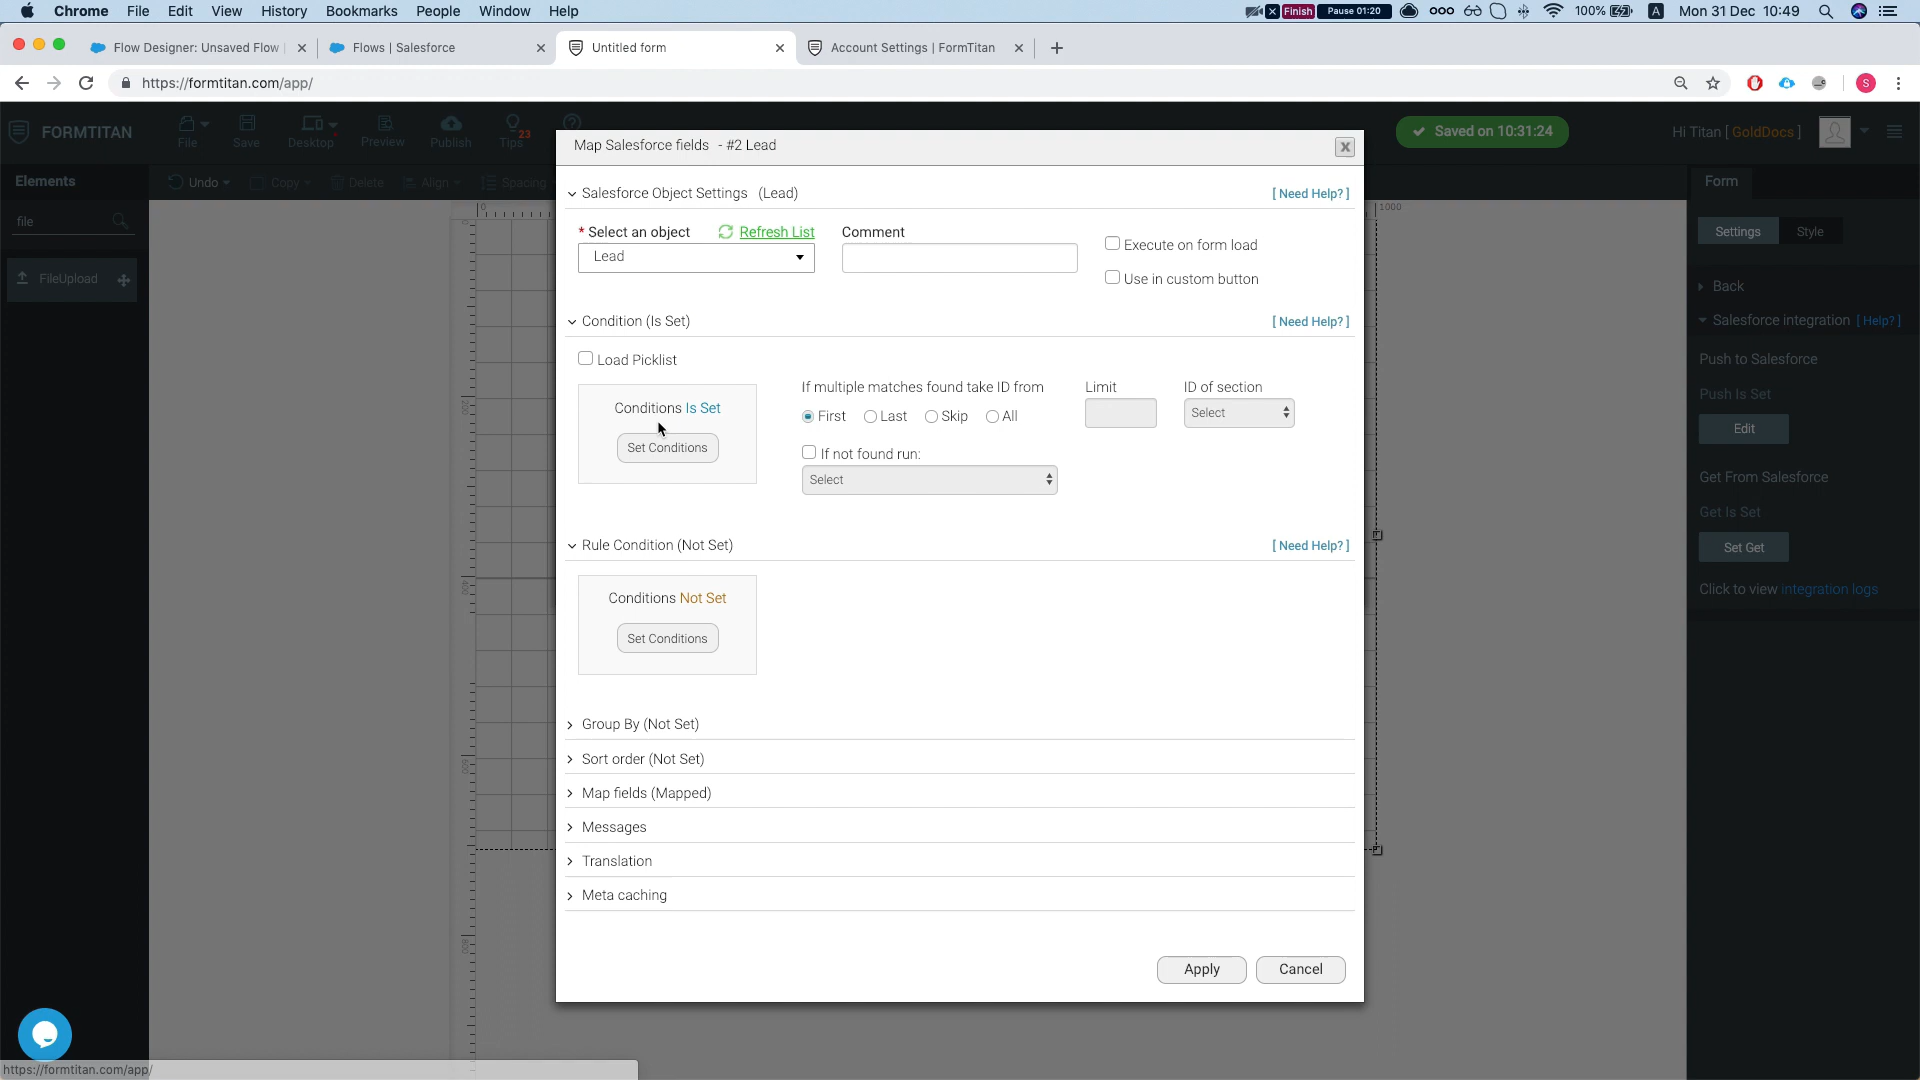 Chrome File Edit View History Bookmarks People Window Help Finish Pause 01:20 100% A Mon 31 Dec 10:49
Flow Designer: Unsaved Flow Flows | Salesforce Untitled form Account Settings | FormTitan
https://formtitan.com/app/ S
FORMTITAN File Save Desktop Preview Publish Tips 23 Saved on 10:31:24 Hi Titan [ GoldDocs ]
Elements Undo Copy Delete Align Spacing
file
FileUpload
Map Salesforce fields - #2 Lead X
Salesforce Object Settings (Lead) [ Need Help? ]
* Select an object Refresh List Comment
Lead
Execute on form load
Use in custom button
Condition (Is Set) [ Need Help? ]
Load Picklist
Conditions Is Set
Set Conditions
If multiple matches found take ID from Limit ID of section
First Last Skip All Select
If not found run:
Select
Rule Condition (Not Set) [ Need Help? ]
Conditions Not Set
Set Conditions
Group By (Not Set)
Sort order (Not Set)
Map fields (Mapped)
Messages
Translation
Meta caching
Apply Cancel
0 1000
200
400
600
800
Form
Settings Style
Back
Salesforce integration [ Help? ]
Push to Salesforce
Push Is Set
Edit
Get From Salesforce
Get Is Set
Set Get
Click to view integration logs
https://formtitan.com/app/